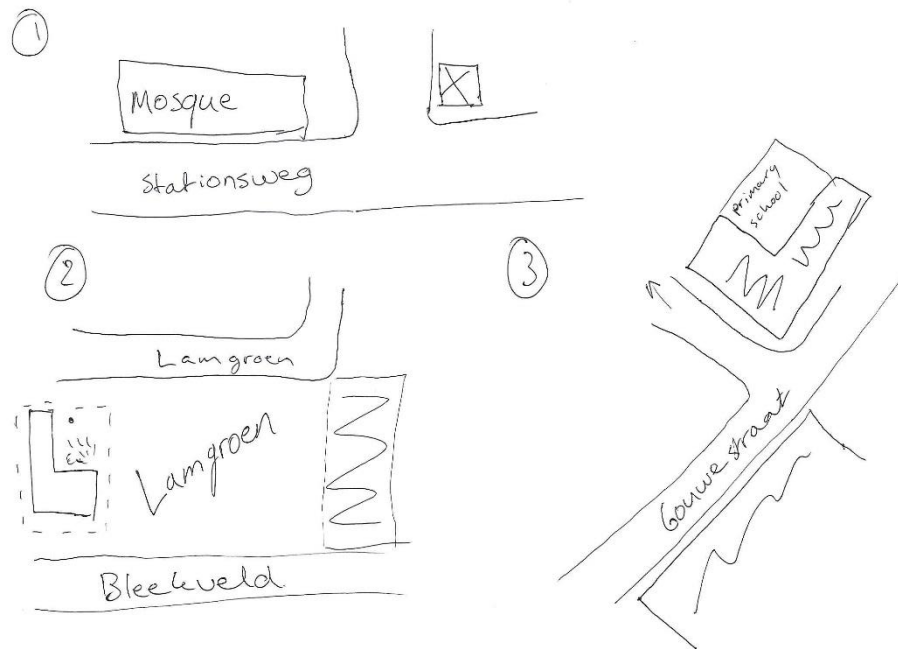 1
Mosque
Stationsweg
2
Lamgroen
Lamgroen
Bleekveld
3
Primary
school
Gouwestraat